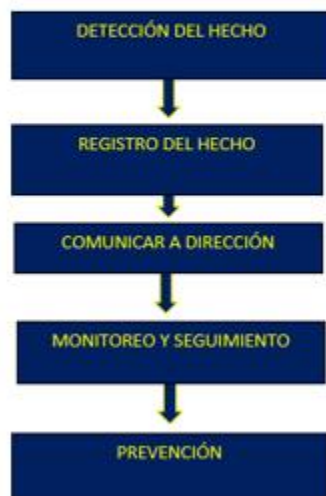 DETECCIÓN DEL HECHO
REGISTRO DEL HECHO
COMUNICAR A DIRECCIÓN
MONITOREO Y SEGUIMIENTO
PREVENCIÓN